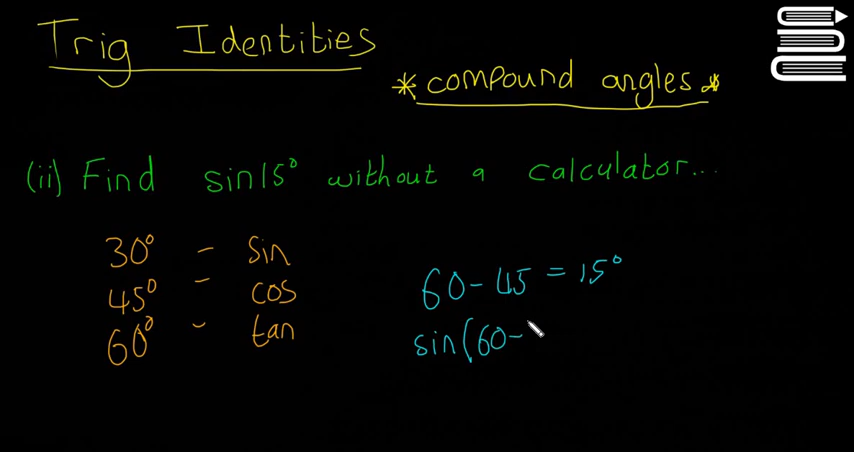 Trig Identities
*compound angles*
(ii) Find sin15° without a calculator...
30° - sin
45° - cos
60° - tan
60 - 45 = 15°
sin(60-